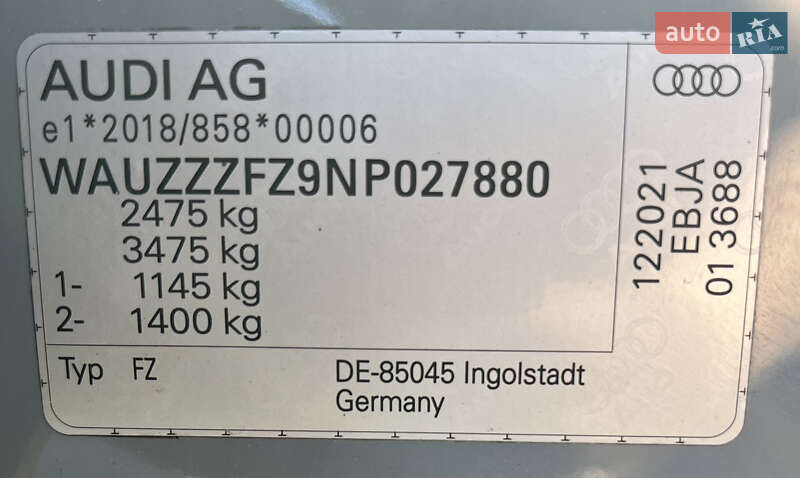 AUDI AG
e1*2018/858*00006
WAUZZZFZ9NP027880
2475 kg
3475 kg
1- 1145 kg
2- 1400 kg
Typ FZ
DE-85045 Ingolstadt
Germany
122021
EBJA
01 3688
auto RIA
.com